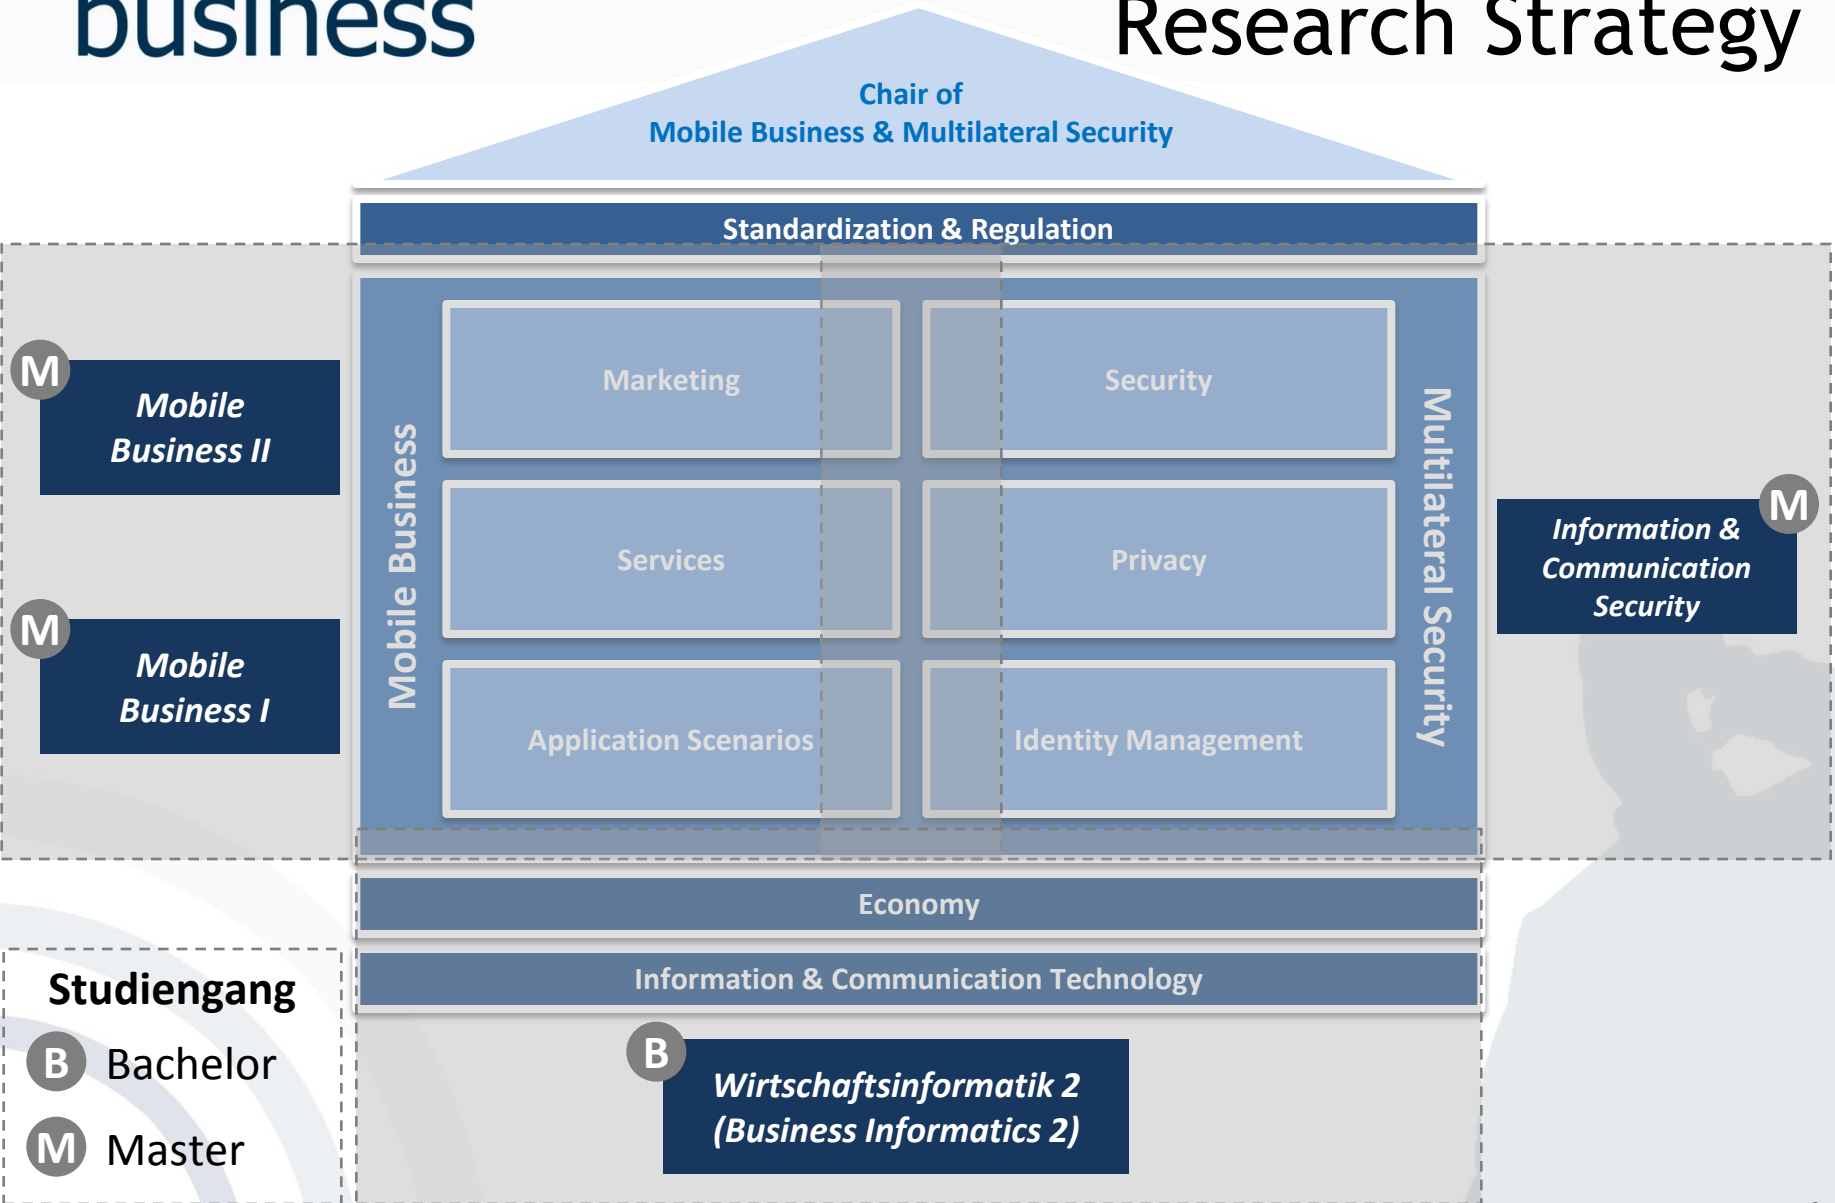 business
Research Strategy
Chair of
Mobile Business & Multilateral Security
Standardization & Regulation
M
Mobile
Business II
M
Mobile
Business I
Mobile Business
Marketing
Security
Services
Privacy
Application Scenarios
Identity Management
Multilateral Security
M
Information &
Communication
Security
Economy
Information & Communication Technology
B
Wirtschaftsinformatik 2
(Business Informatics 2)
Studiengang
B Bachelor
M Master